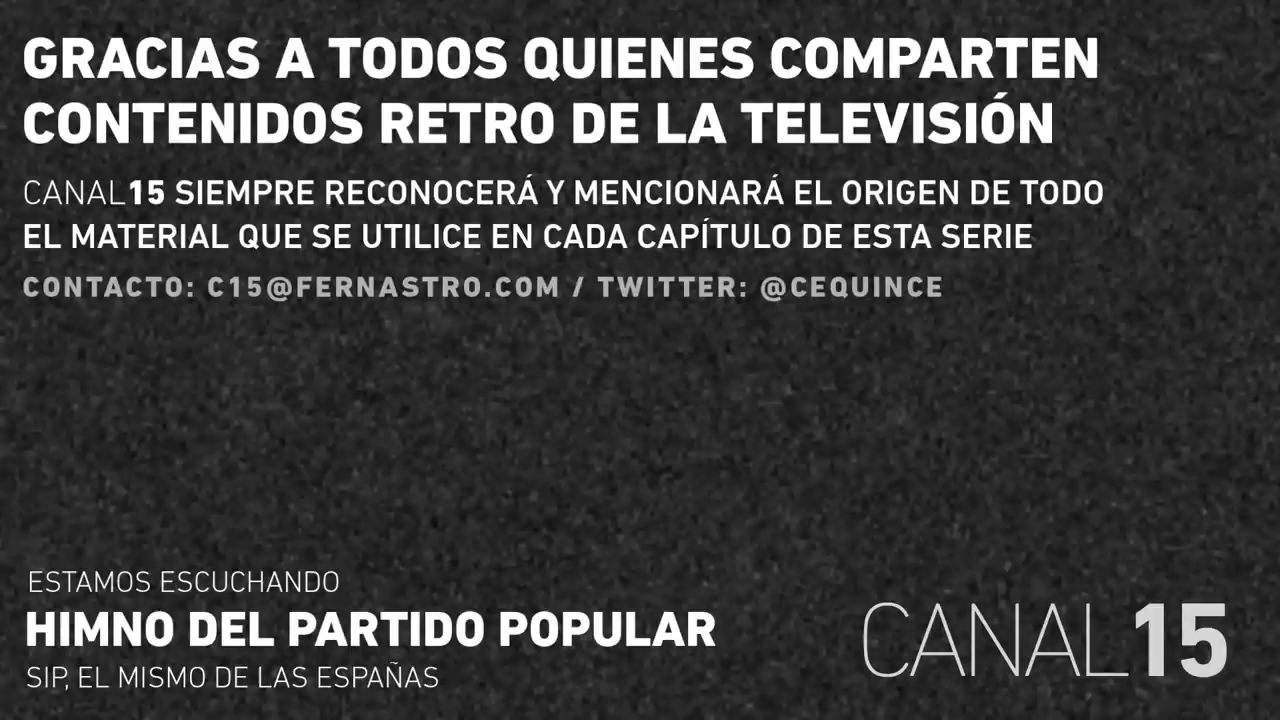 GRACIAS A TODOS QUIENES COMPARTEN
CONTENIDOS RETRO DE LA TELEVISIÓN
CANAL15 SIEMPRE RECONOCERÁ Y MENCIONARÁ EL ORIGEN DE TODO
EL MATERIAL QUE SE UTILICE EN CADA CAPÍTULO DE ESTA SERIE
CONTACTO: C15@FERNASTRO.COM / TWITTER: @CEQUINCE
ESTAMOS ESCUCHANDO
HIMNO DEL PARTIDO POPULAR
SIP, EL MISMO DE LAS ESPAÑAS
CANAL15